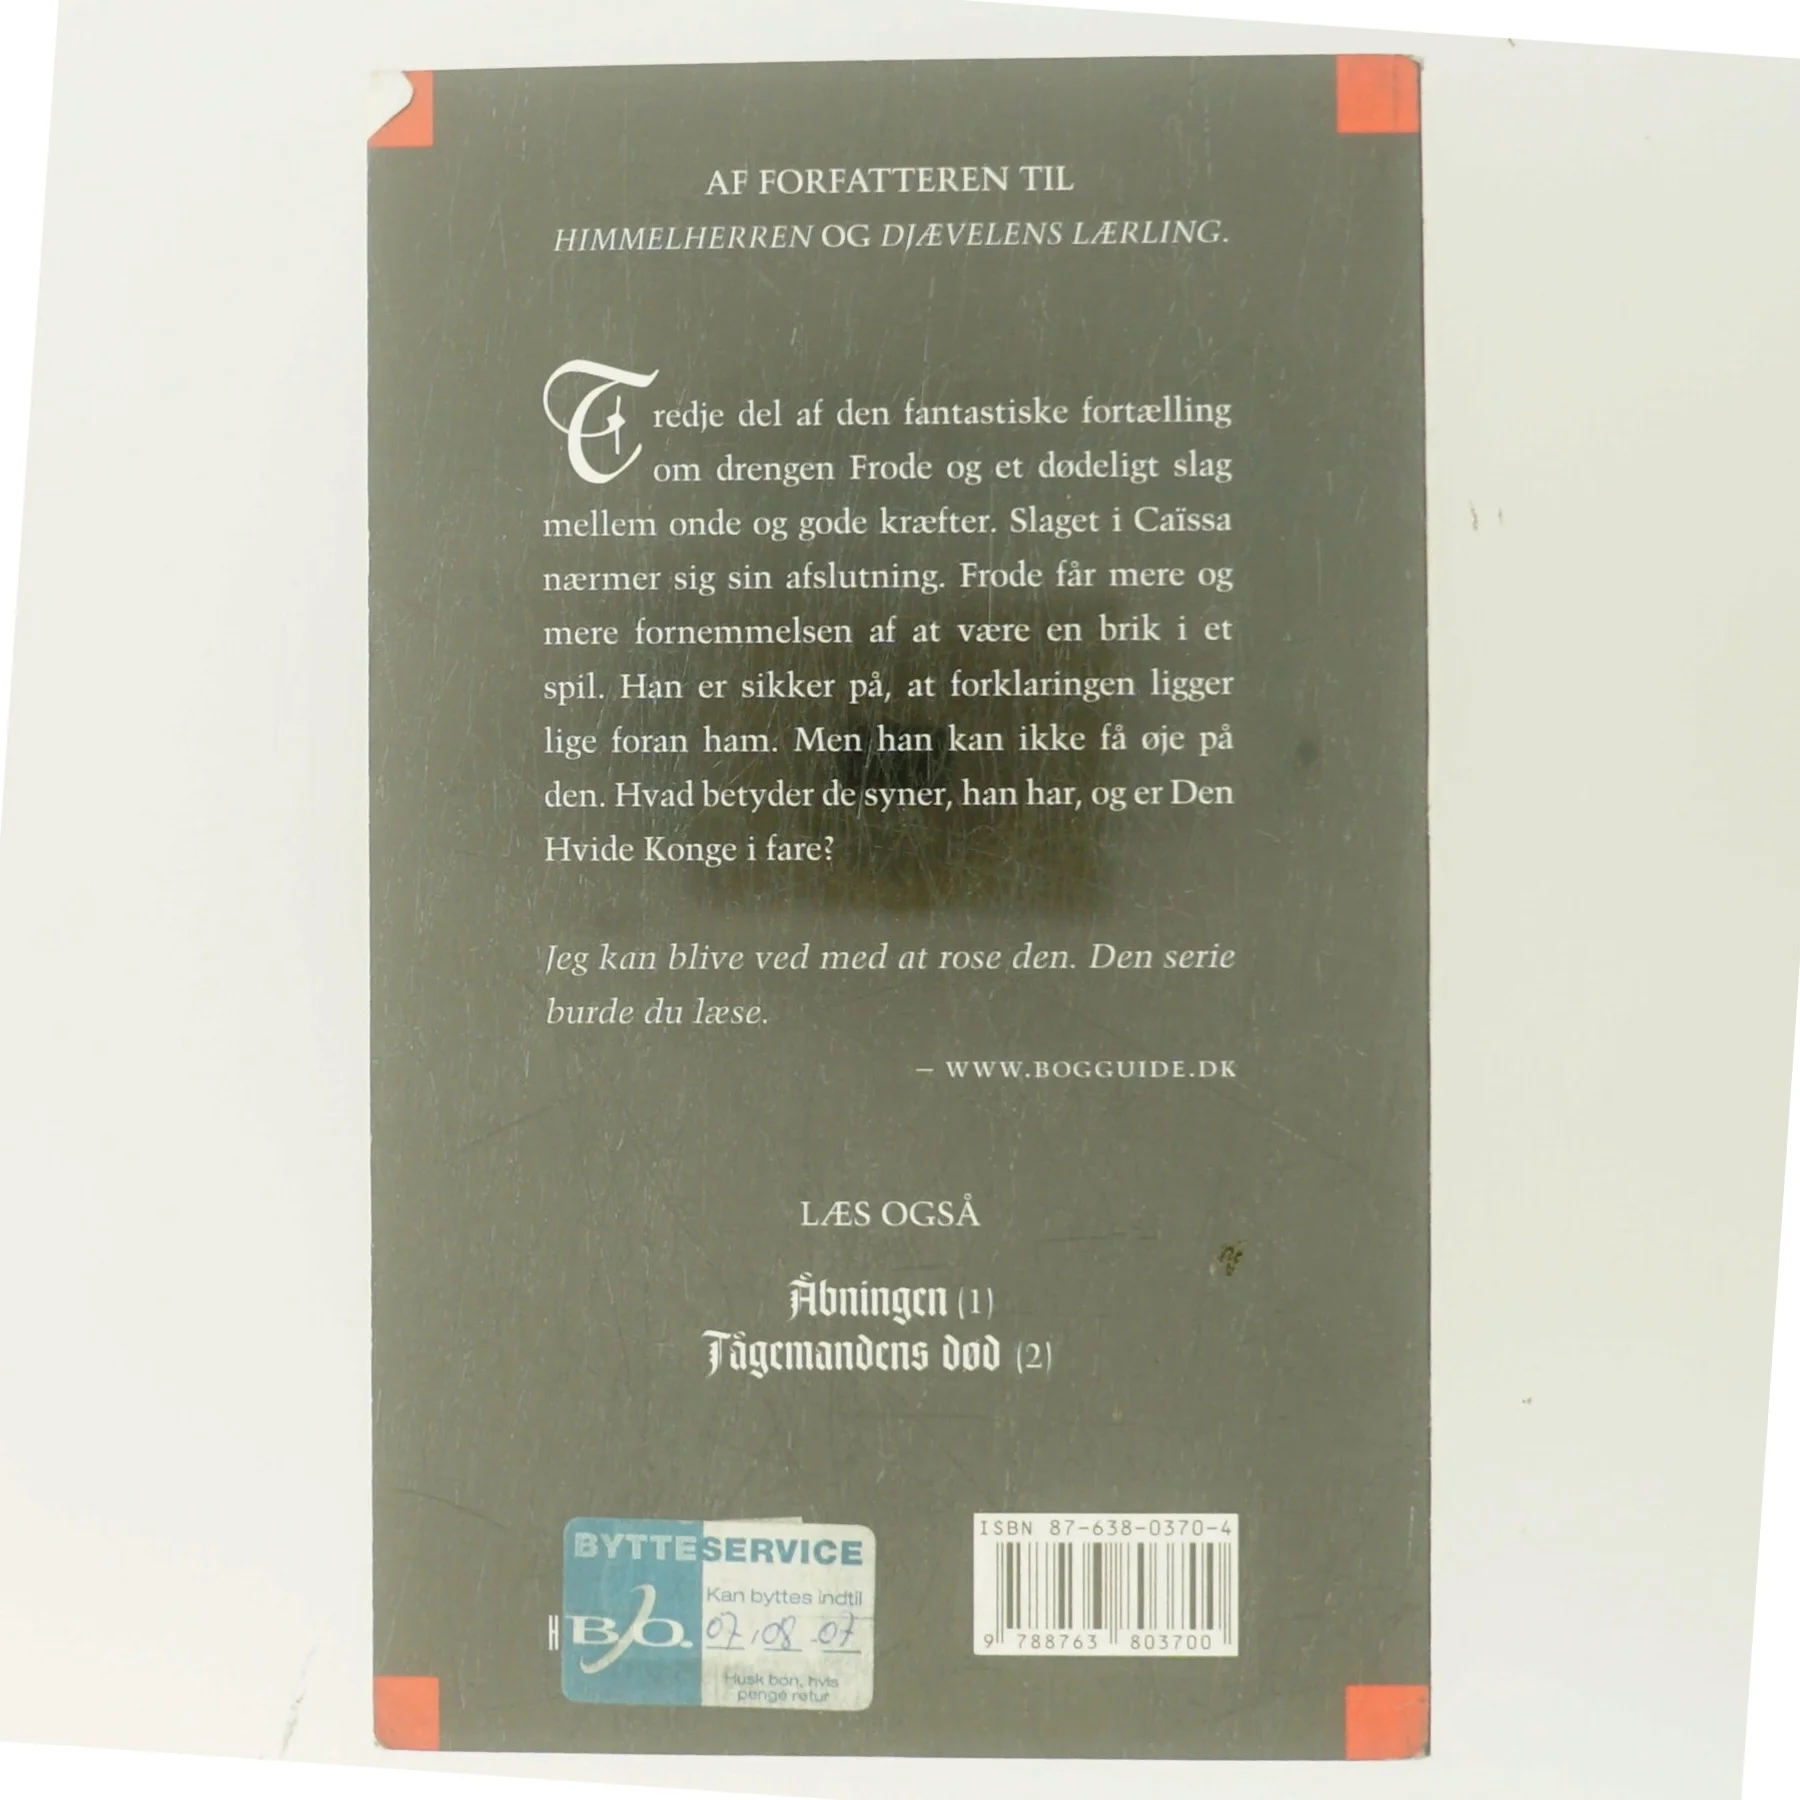 AF FORFATTEREN TIL
HIMMELHERREN OG DJÆVELENS LÆRLING.
Tredje del af den fantastiske fortælling
om drengen Frode og et dødeligt slag
mellem onde og gode kræfter. Slaget i Caïssa
nærmer sig sin afslutning. Frode får mere og
mere fornemmelsen af at være en brik i et
spil. Han er sikker på, at forklaringen ligger
lige foran ham. Men han kan ikke få øje på
den. Hvad betyder de syner, han har, og er Den
Hvide Konge i fare?
Jeg kan blive ved med at rose den. Den serie
burde du læse.
– WWW.BOGGUIDE.DK
LÆS OGSÅ
Åbningen (1)
Tågemandens død (2)
BYTTESERVICE
Kan byttes indtil
B/O. 07.08.07
Husk bon, hvis
penge retur
H
ISBN 87-638-0370-4
9 788763 803700